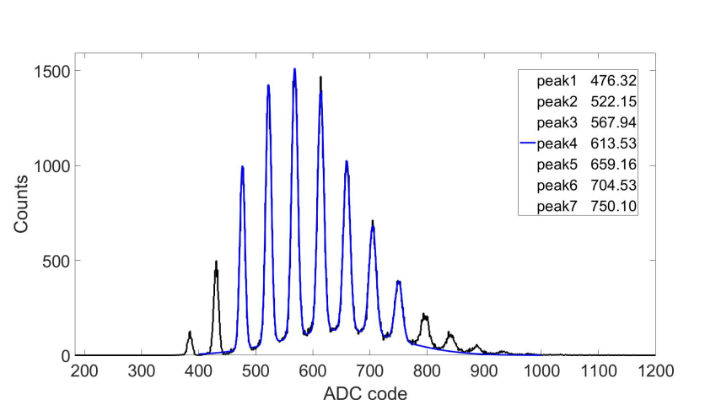 1500
1000
500
0
Counts
200 300 400 500 600 700 800 900 1000 1100 1200
ADC code
peak1 476.32
peak2 522.15
peak3 567.94
peak4 613.53
peak5 659.16
peak6 704.53
peak7 750.10